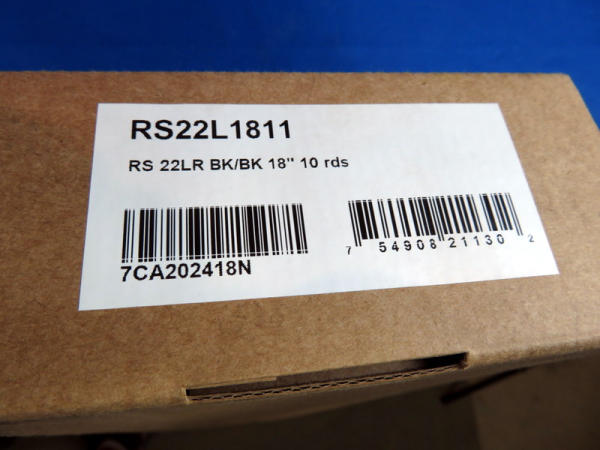 RS22L1811
RS 22LR BK/BK 18" 10 rds
7CA202418N
7 54908 21130 2